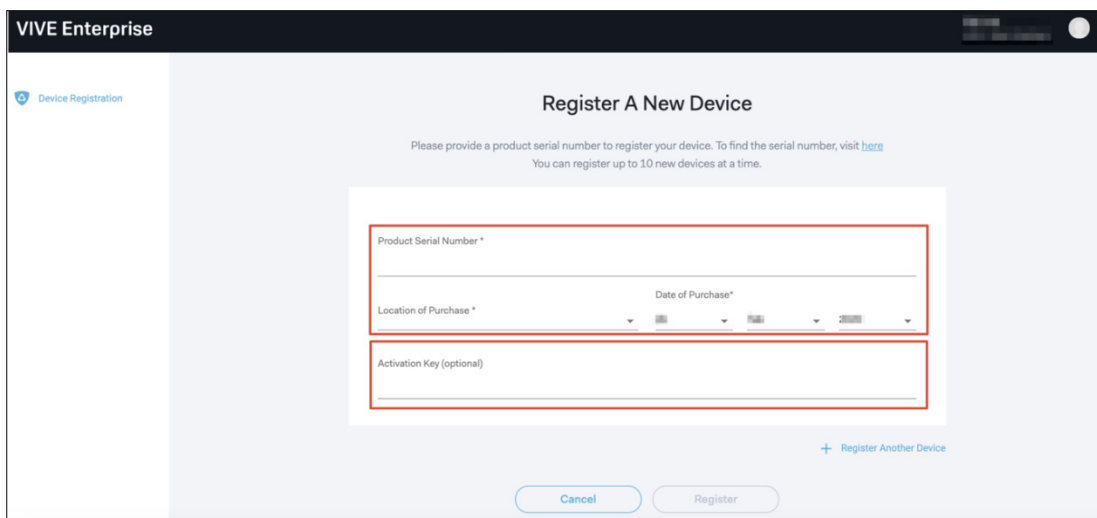 VIVE Enterprise
Device Registration
Register A New Device
Please provide a product serial number to register your device. To find the serial number, visit here
You can register up to 10 new devices at a time.
Product Serial Number *
Date of Purchase*
Location of Purchase *
Activation Key (optional)
+ Register Another Device
Cancel Register